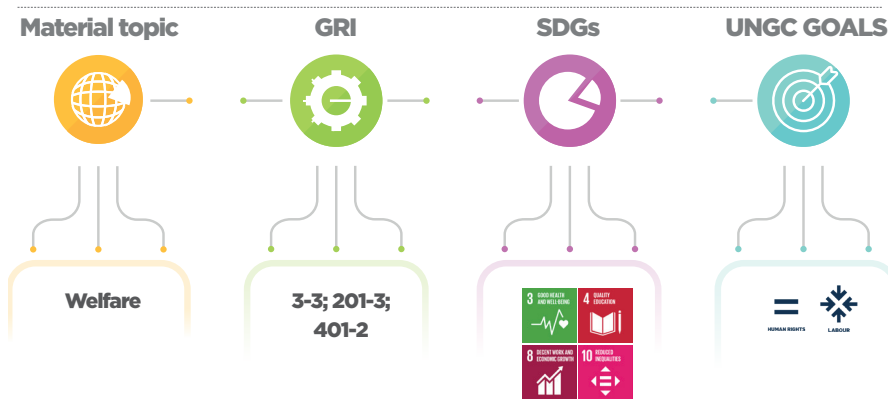 Material topic
GRI
SDGs
UNGC GOALS
Welfare
3-3; 201-3;
401-2
3 GOOD HEALTH
AND WELL-BEING
4 QUALITY
EDUCATION
8 DECENT WORK AND
ECONOMIC GROWTH
10 REDUCED
INEQUALITIES
HUMAN RIGHTS
LABOUR